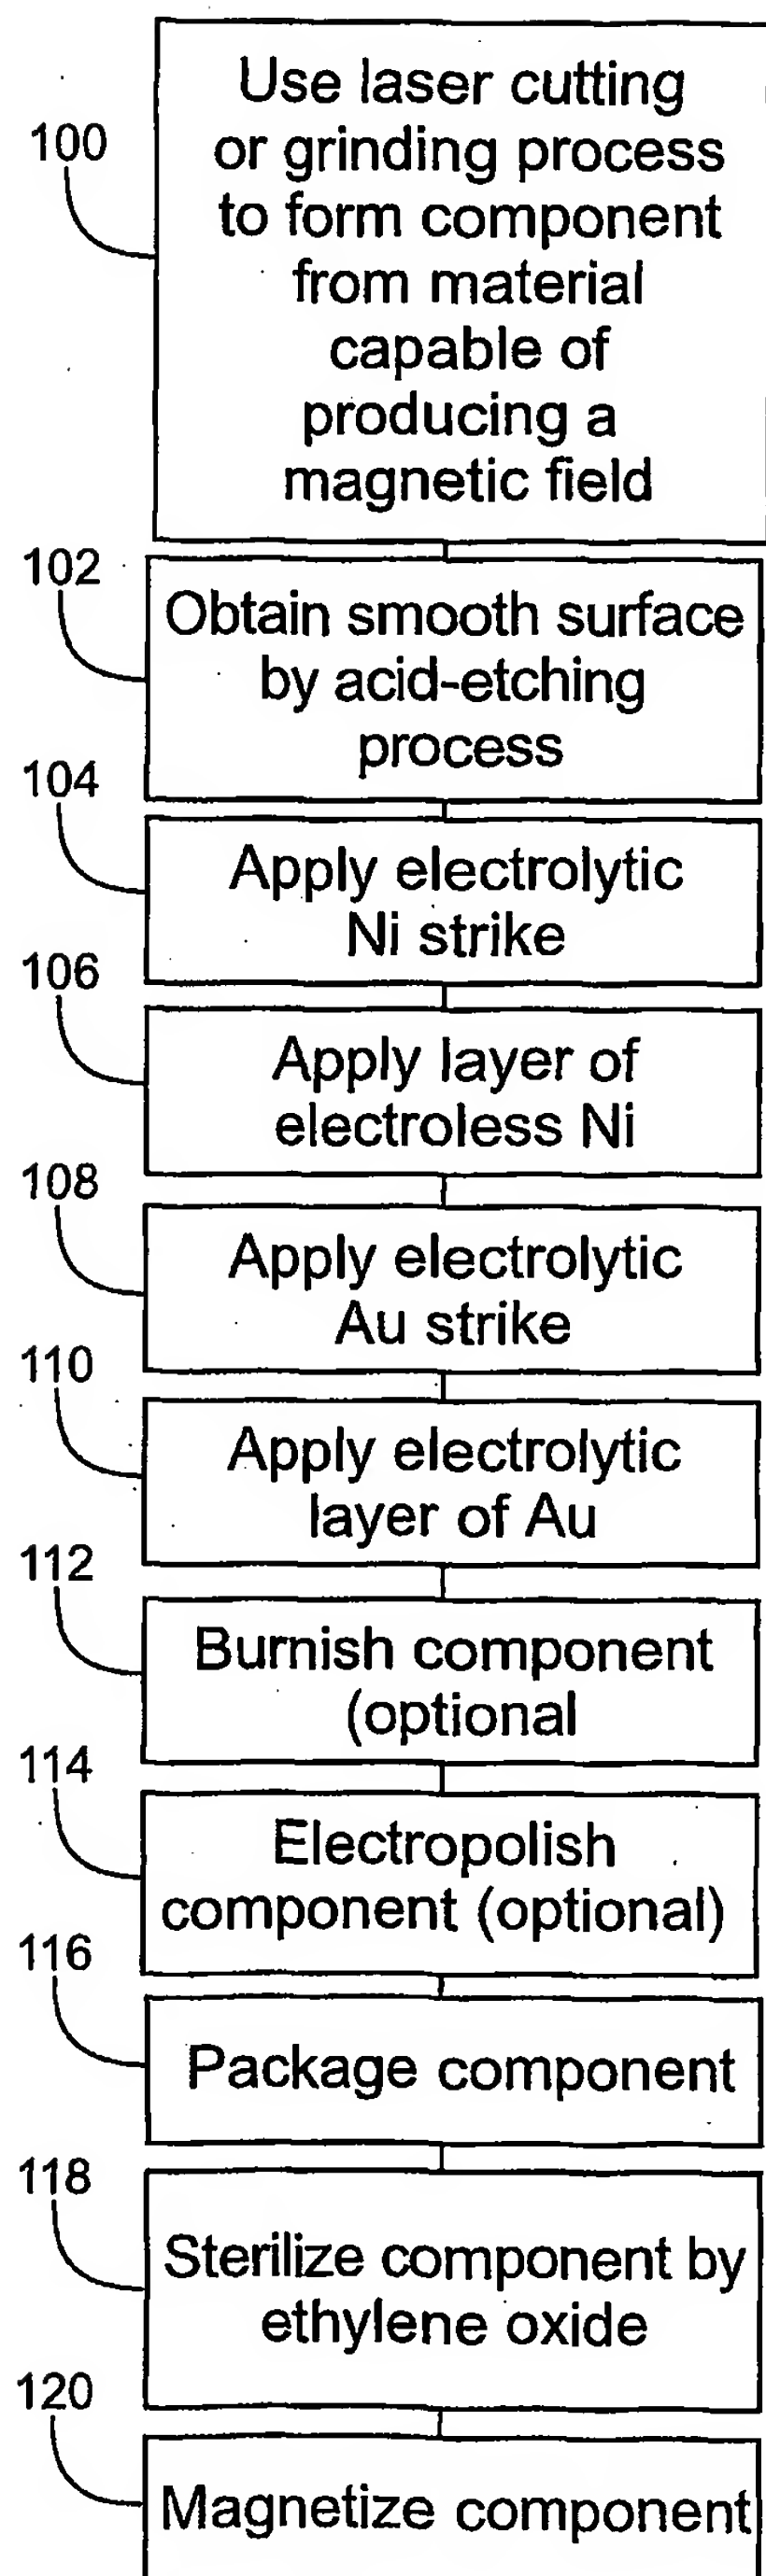 100
Use laser cutting
or grinding process
to form component
from material
capable of
producing a
magnetic field
102
Obtain smooth surface
by acid-etching
process
104
Apply electrolytic
Ni strike
106
Apply layer of
electroless Ni
108
Apply electrolytic
Au strike
110
Apply electrolytic
layer of Au
112
Burnish component
(optional
114
Electropolish
component (optional)
116
Package component
118
Sterilize component by
ethylene oxide
120
Magnetize component